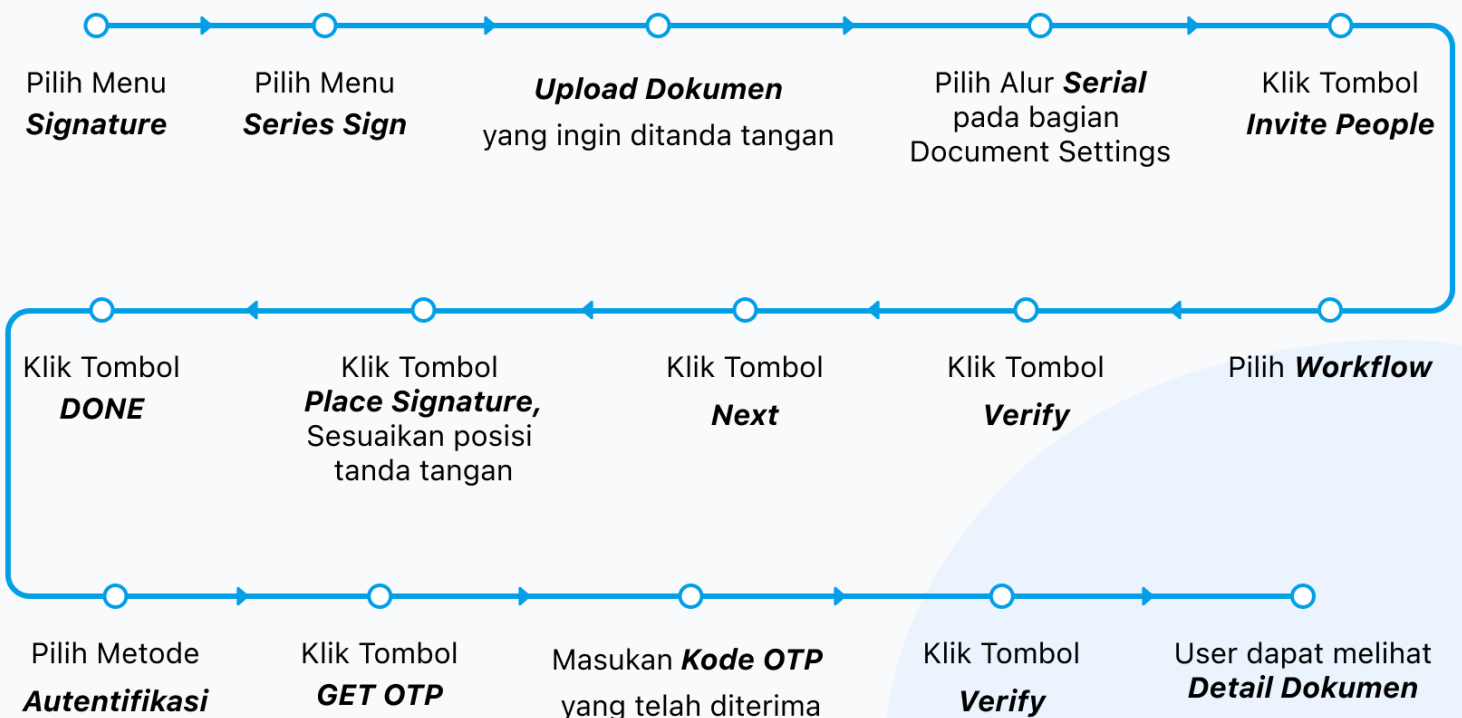 Pilih Menu
Signature
Pilih Menu
Series Sign
Upload Dokumen
yang ingin ditanda tangan
Pilih Alur Serial
pada bagian
Document Settings
Klik Tombol
Invite People
Pilih Workflow
Klik Tombol
Verify
Klik Tombol
Next
Klik Tombol
Place Signature,
Sesuaikan posisi
tanda tangan
Klik Tombol
DONE
Pilih Metode
Autentifikasi
Klik Tombol
GET OTP
Masukan Kode OTP
yang telah diterima
Klik Tombol
Verify
User dapat melihat
Detail Dokumen